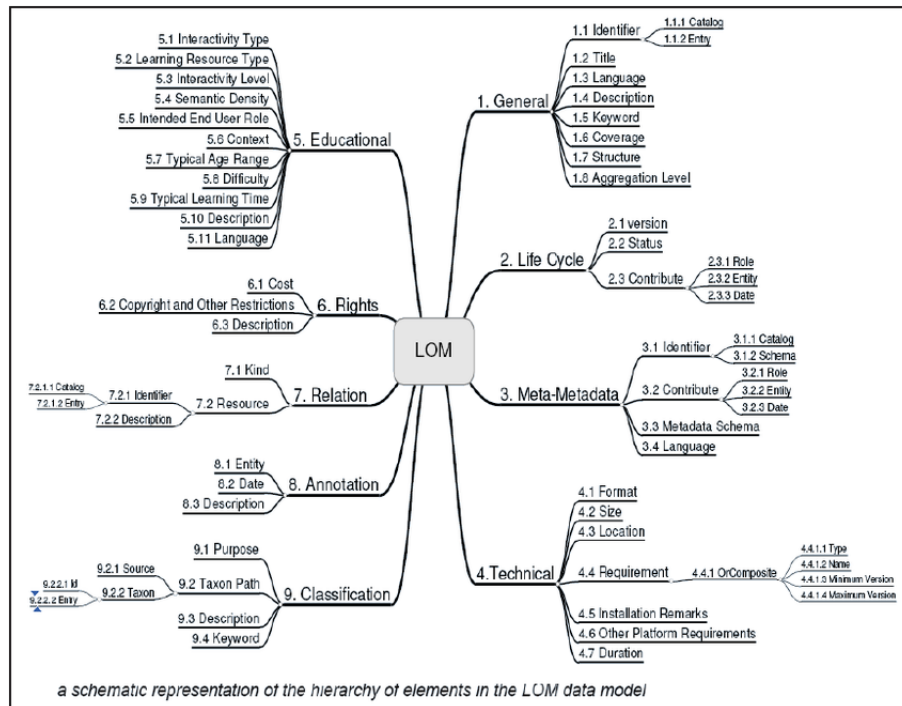 LOM
1. General
1.1 Identifier
1.1.1 Catalog
1.1.2 Entry
1.2 Title
1.3 Language
1.4 Description
1.5 Keyword
1.6 Coverage
1.7 Structure
1.8 Aggregation Level
2. Life Cycle
2.1 version
2.2 Status
2.3 Contribute
2.3.1 Role
2.3.2 Entity
2.3.3 Date
3. Meta-Metadata
3.1 Identifier
3.1.1 Catalog
3.1.2 Schema
3.2 Contribute
3.2.1 Role
3.2.2 Entity
3.2.3 Date
3.3 Metadata Schema
3.4 Language
4.Technical
4.1 Format
4.2 Size
4.3 Location
4.4 Requirement
4.4.1 OrComposite
4.4.1.1 Type
4.4.1.2 Name
4.4.1.3 Minimum Version
4.4.1.4 Maximum Version
4.5 Installation Remarks
4.6 Other Platform Requirements
4.7 Duration
5. Educational
5.1 Interactivity Type
5.2 Learning Resource Type
5.3 Interactivity Level
5.4 Semantic Density
5.5 Intended End User Role
5.6 Context
5.7 Typical Age Range
5.8 Difficulty
5.9 Typical Learning Time
5.10 Description
5.11 Language
6. Rights
6.1 Cost
6.2 Copyright and Other Restrictions
6.3 Description
7. Relation
7.1 Kind
7.2 Resource
7.2.1 Identifier
7.2.1.1 Catalog
7.2.1.2 Entry
7.2.2 Description
8. Annotation
8.1 Entity
8.2 Date
8.3 Description
9. Classification
9.1 Purpose
9.2 Taxon Path
9.2.1 Source
9.2.2 Taxon
9.2.2.1 Id
9.2.2.2 Entry
9.3 Description
9.4 Keyword
a schematic representation of the hierarchy of elements in the LOM data model